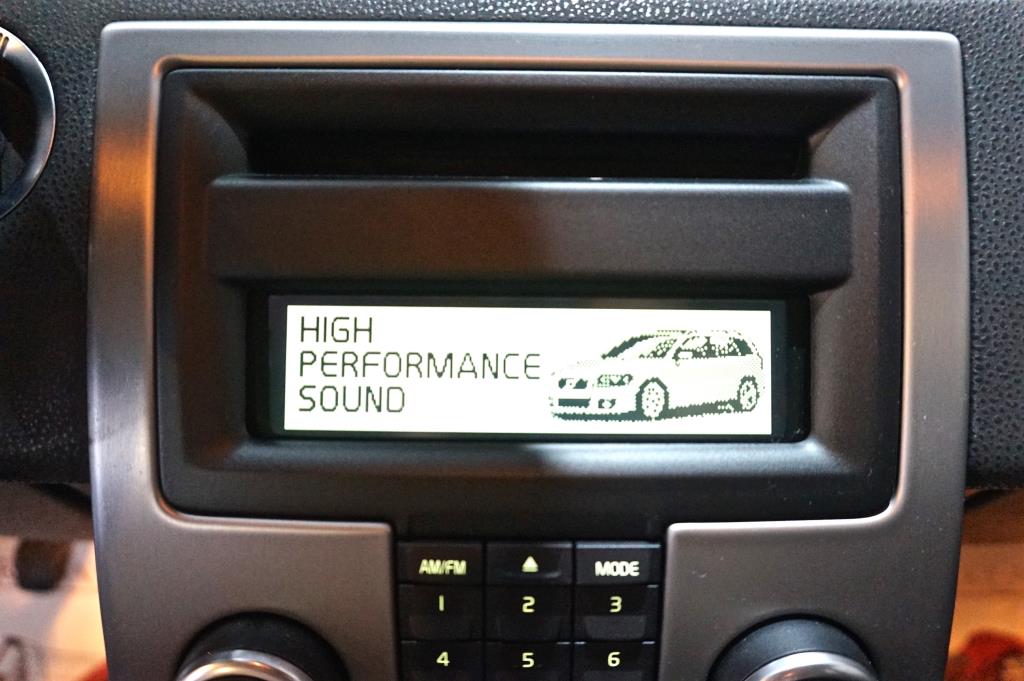 HIGH
PERFORMANCE
SOUND
AM/FM MODE
1 2 3
4 5 6